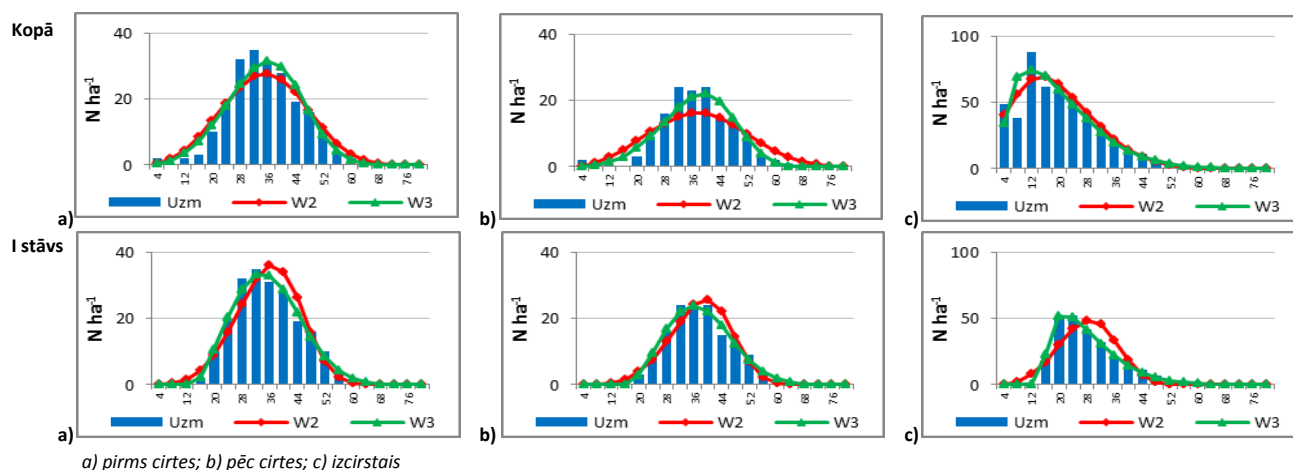 Kopā
N ha-1
40
20
0
4 12 20 28 36 44 52 60 68 76
Uzm W2 W3
a)
N ha-1
40
20
0
4 12 20 28 36 44 52 60 68 76
Uzm W2 W3
b)
N ha-1
100
50
0
4 12 20 28 36 44 52 60 68 76
Uzm W2 W3
c)
I stāvs
N ha-1
40
20
0
4 12 20 28 36 44 52 60 68 76
Uzm W2 W3
a)
N ha-1
40
20
0
4 12 20 28 36 44 52 60 68 76
Uzm W2 W3
b)
N ha-1
100
50
0
4 12 20 28 36 44 52 60 68 76
Uzm W2 W3
c)
a) pirms cirtes; b) pēc cirtes; c) izcirstais